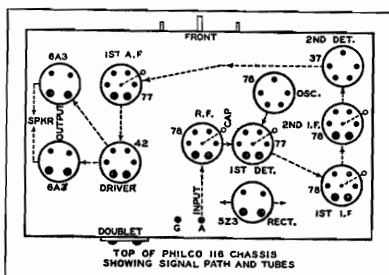 FRONT
6A3
1ST A.F
77
SPKR
OUTPUT
6A3
42
DRIVER
R.F.
78
CAP
INPUT
76
OSC.
77
1ST DET.
2ND DET.
37
2ND I.F.
78
78
1ST I.F
5Z3
RECT.
G
A
DOUBLET
TOP OF PHILCO 116 CHASSIS
SHOWING SIGNAL PATH AND TUBES